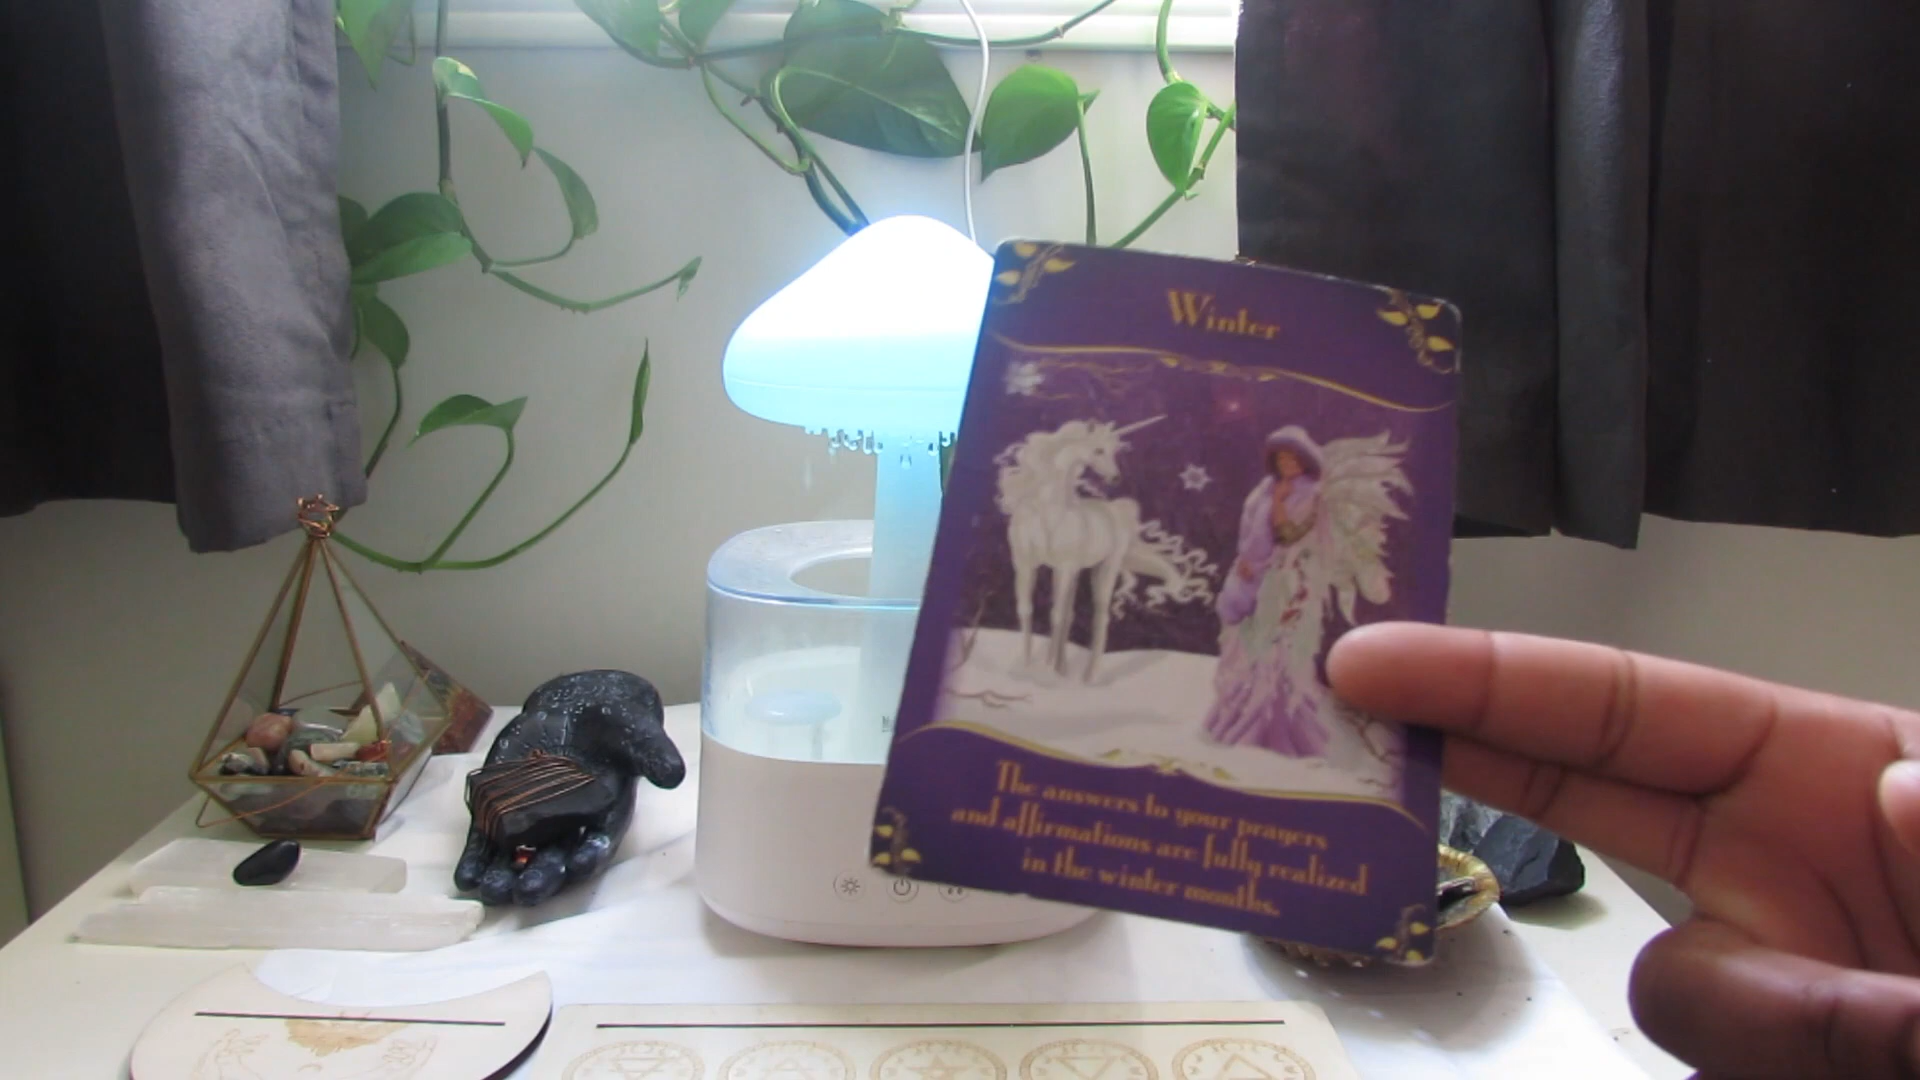 Winter
The answers to your prayers
and affirmations are fully realized
in the winter months.